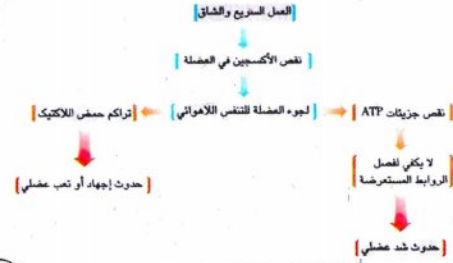 العمل السريع والشاق
نقص الأكسجين في العضلة
لجوء العضلة للتنفس اللاهوائي
نقص جزيئات ATP
تراكم حمض اللاكتيك
لا يكفي لفصل
الروابط المستعرضة
حدوث إجهاد أو تعب عضلي
حدوث شد عضلي